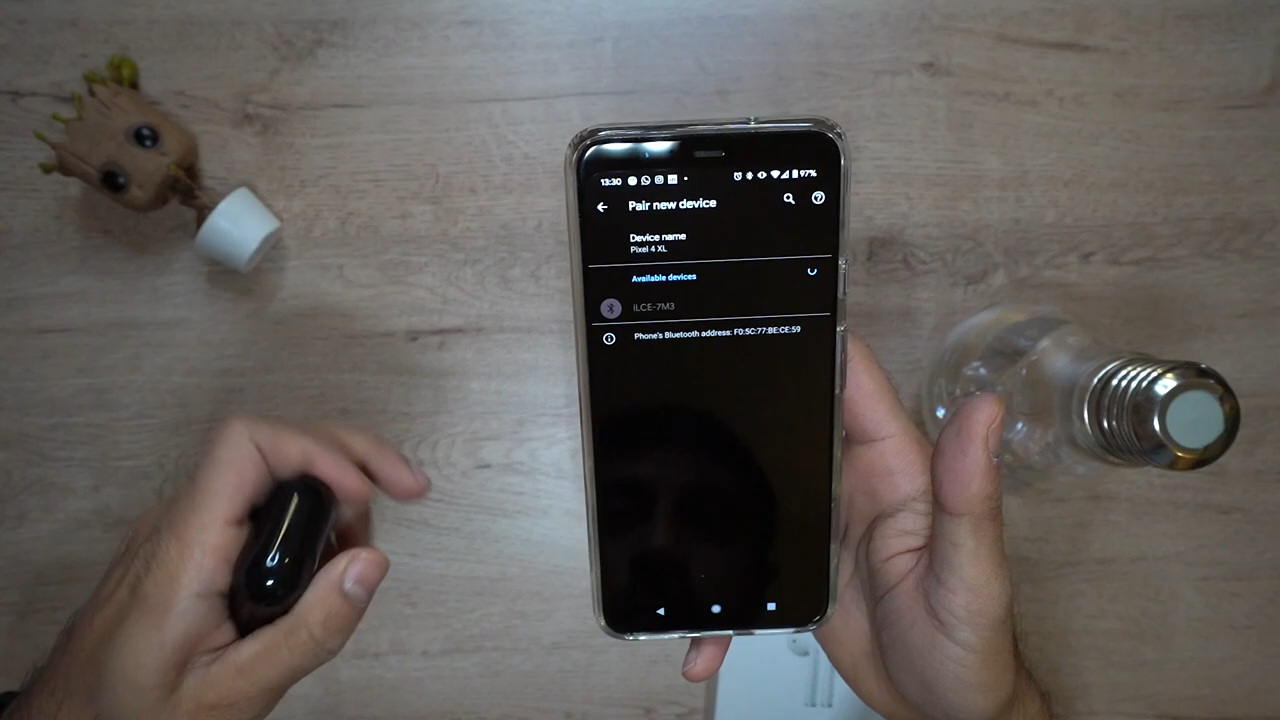 13:30
97%
Pair new device
Device name
Pixel 4 XL
Available devices
ILCE-7M3
Phone's Bluetooth address: F0:5C:77:BE:CE:59